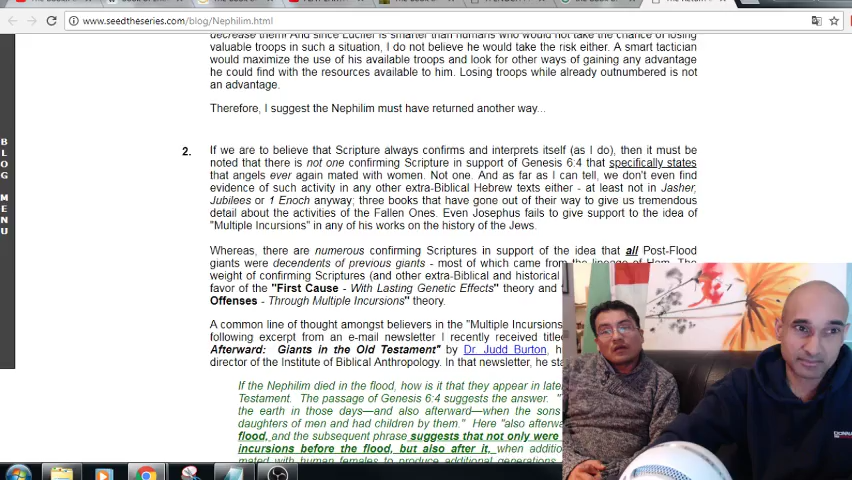 www.seedtheseries.com/blog/Nephilim.html
decrease them! And since Lucifer is smarter than humans who would not take the chance of losing
valuable troops in such a situation, I do not believe he would take the risk either. A smart tactician
would maximize the use of his available troops and look for other ways of gaining any advantage
he could find with the resources available to him. Losing troops while already outnumbered is not
an advantage.
Therefore, I suggest the Nephilim must have returned another way...
BLOG MENU
2. If we are to believe that Scripture always confirms and interprets itself (as I do), then it must be
noted that there is not one confirming Scripture in support of Genesis 6:4 that specifically states
that angels ever again mated with women. Not one. And as far as I can tell, we don't even find
evidence of such activity in any other extra-Biblical Hebrew texts either - at least not in Jasher,
Jubilees or 1 Enoch anyway; three books that have gone out of their way to give us tremendous
detail about the activities of the Fallen Ones. Even Josephus fails to give support to the idea of
"Multiple Incursions" in any of his works on the history of the Jews.
Whereas, there are numerous confirming Scriptures in support of the idea that all Post-Flood
giants were decendents of previous giants - most of which came from the lineage of Ham. The
weight of confirming Scriptures (and other extra-Biblical and historical
favor of the "First Cause - With Lasting Genetic Effects" theory and
Offenses - Through Multiple Incursions" theory.
A common line of thought amongst believers in the "Multiple Incursions
following excerpt from an e-mail newsletter I recently received
Afterward: Giants in the Old Testament" by Dr Judd Burton,
director of the Institute of Biblical Anthropology. In that newsletter, he
If the Nephilim died in the flood, how is it that they appear in
Testament. The passage of Genesis 6:4 suggests the answer.
the earth in those days—and also afterward—when the sons
daughters of men and had children by them." Here "also
flood, and the subsequent phrase suggests that not only were
incursions before the flood, but also after it, when
mated with human females to produce additional generations